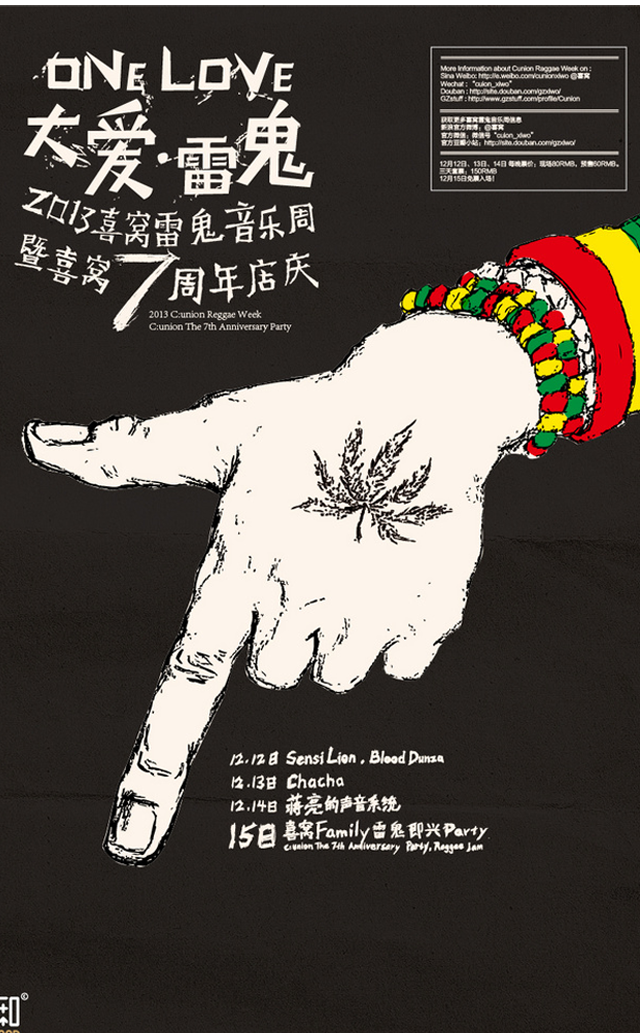 ONE LOVE
大爱·雷鬼
2013喜窝雷鬼音乐周
暨喜窝7周年店庆
2013 C:union Reggae Week
C:union The 7th Anniversary Party
More Information about Cunion Raggae Week on :
Sina Weibo: http://e.weibo.com/cunionxiwo @喜窝
Wechat : "cuion_xiwo"
Douban : http://site.douban.com/gzxiwo/
GZstuff : http://www.gzstuff.com/profile/Cunion
获取更多喜窝雷鬼音乐周信息
新浪官方微博：@喜窝
官方微信：微信号"cuion_xiwo"
官方豆瓣小站：http://site.douban.com/gzxiwo/
12月12日、13日、14日 每晚票价：现场80RMB，预售60RMB。
三天套票：150RMB
12月15日免票入场！
12.12日 Sensi Lion . Blood Dunza
12.13日 Chacha
12.14日 蒋亮的声音系统
15日 喜窝Family雷鬼即兴Party
C:union The 7th Anniversary Party, Reggae Jam
和